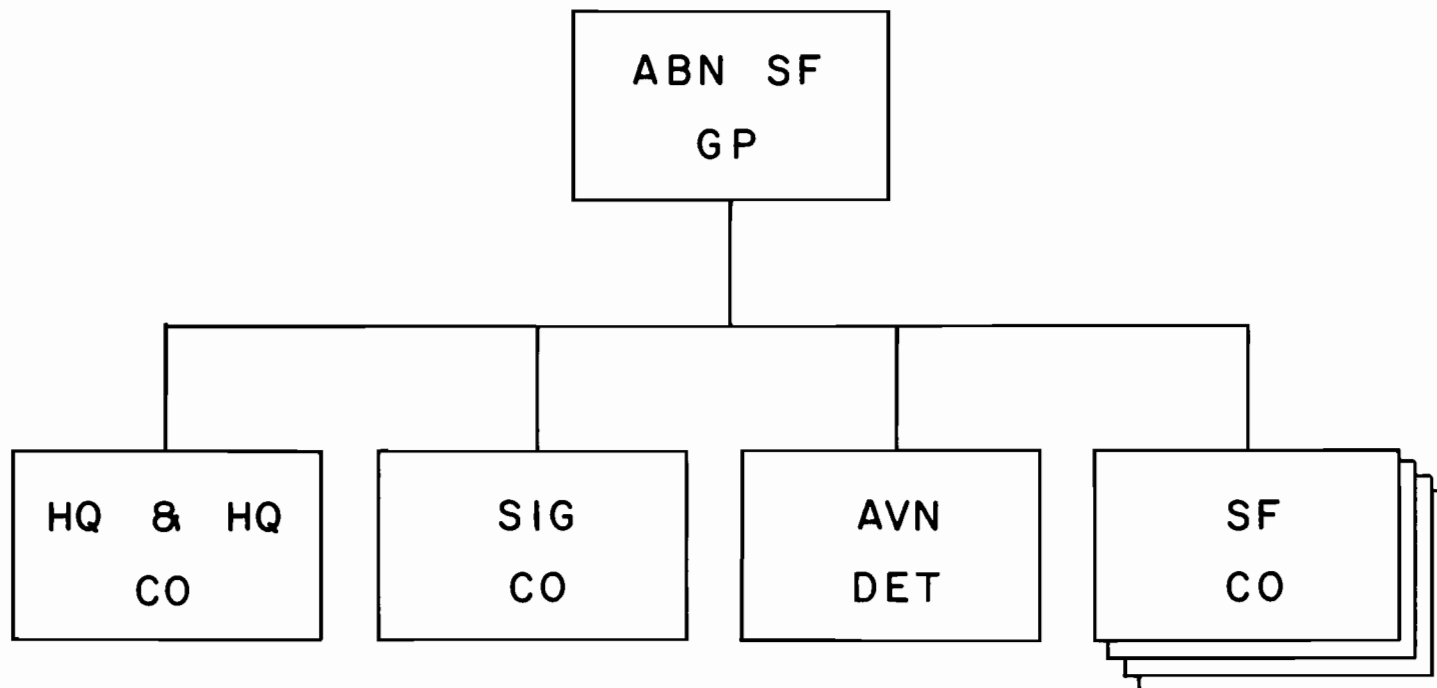 ABN SF
GP
HQ & HQ
CO
SIG
CO
AVN
DET
SF
CO